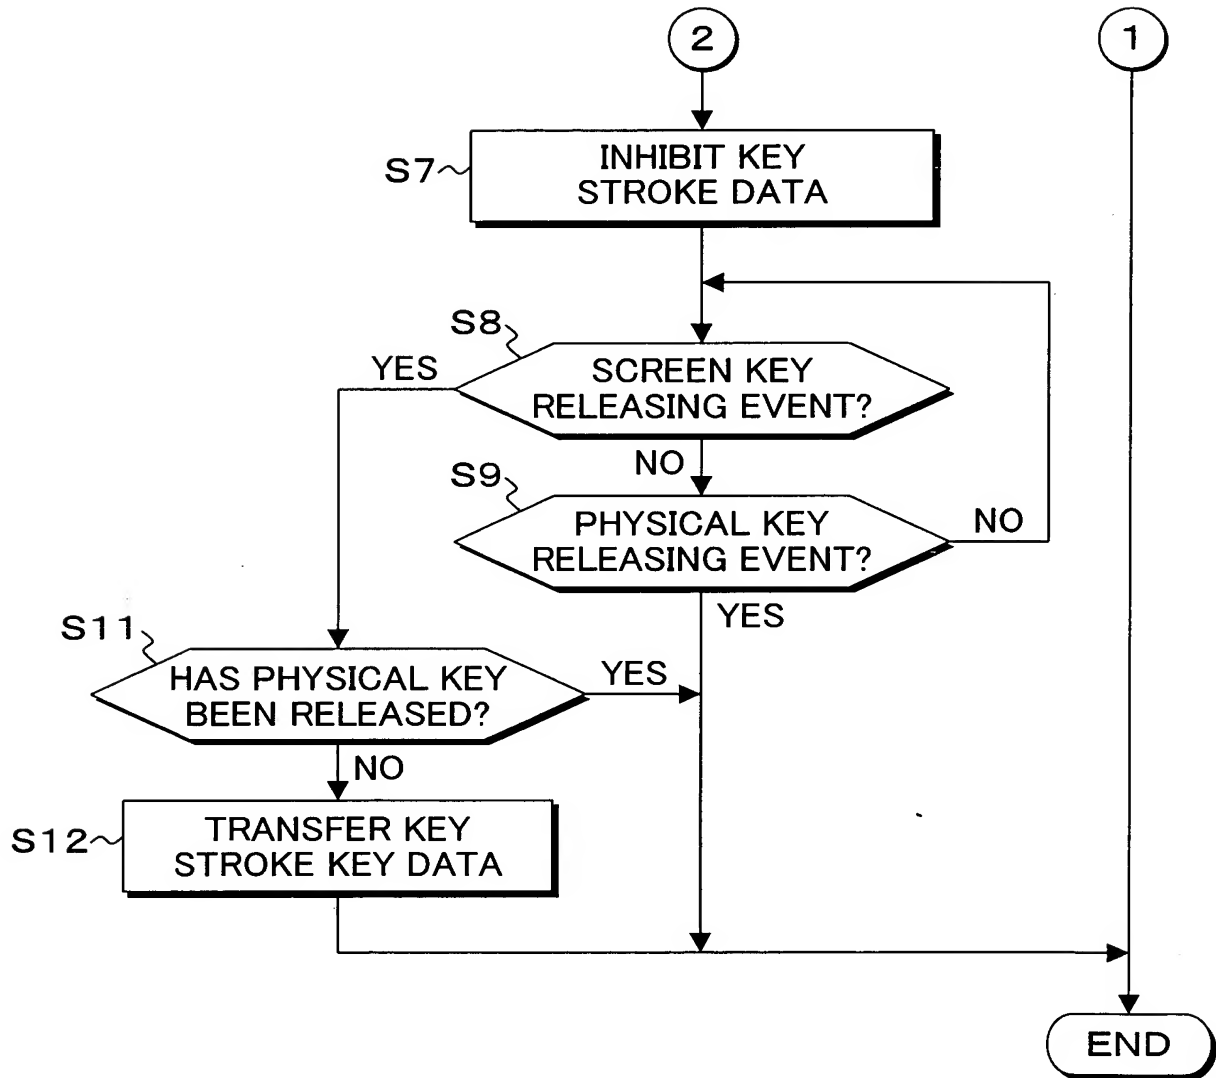 2
1
S7
INHIBIT KEY
STROKE DATA
S8
YES
SCREEN KEY
RELEASING EVENT?
NO
S9
PHYSICAL KEY
RELEASING EVENT?
NO
YES
S11
HAS PHYSICAL KEY
BEEN RELEASED?
YES
NO
S12
TRANSFER KEY
STROKE KEY DATA
END